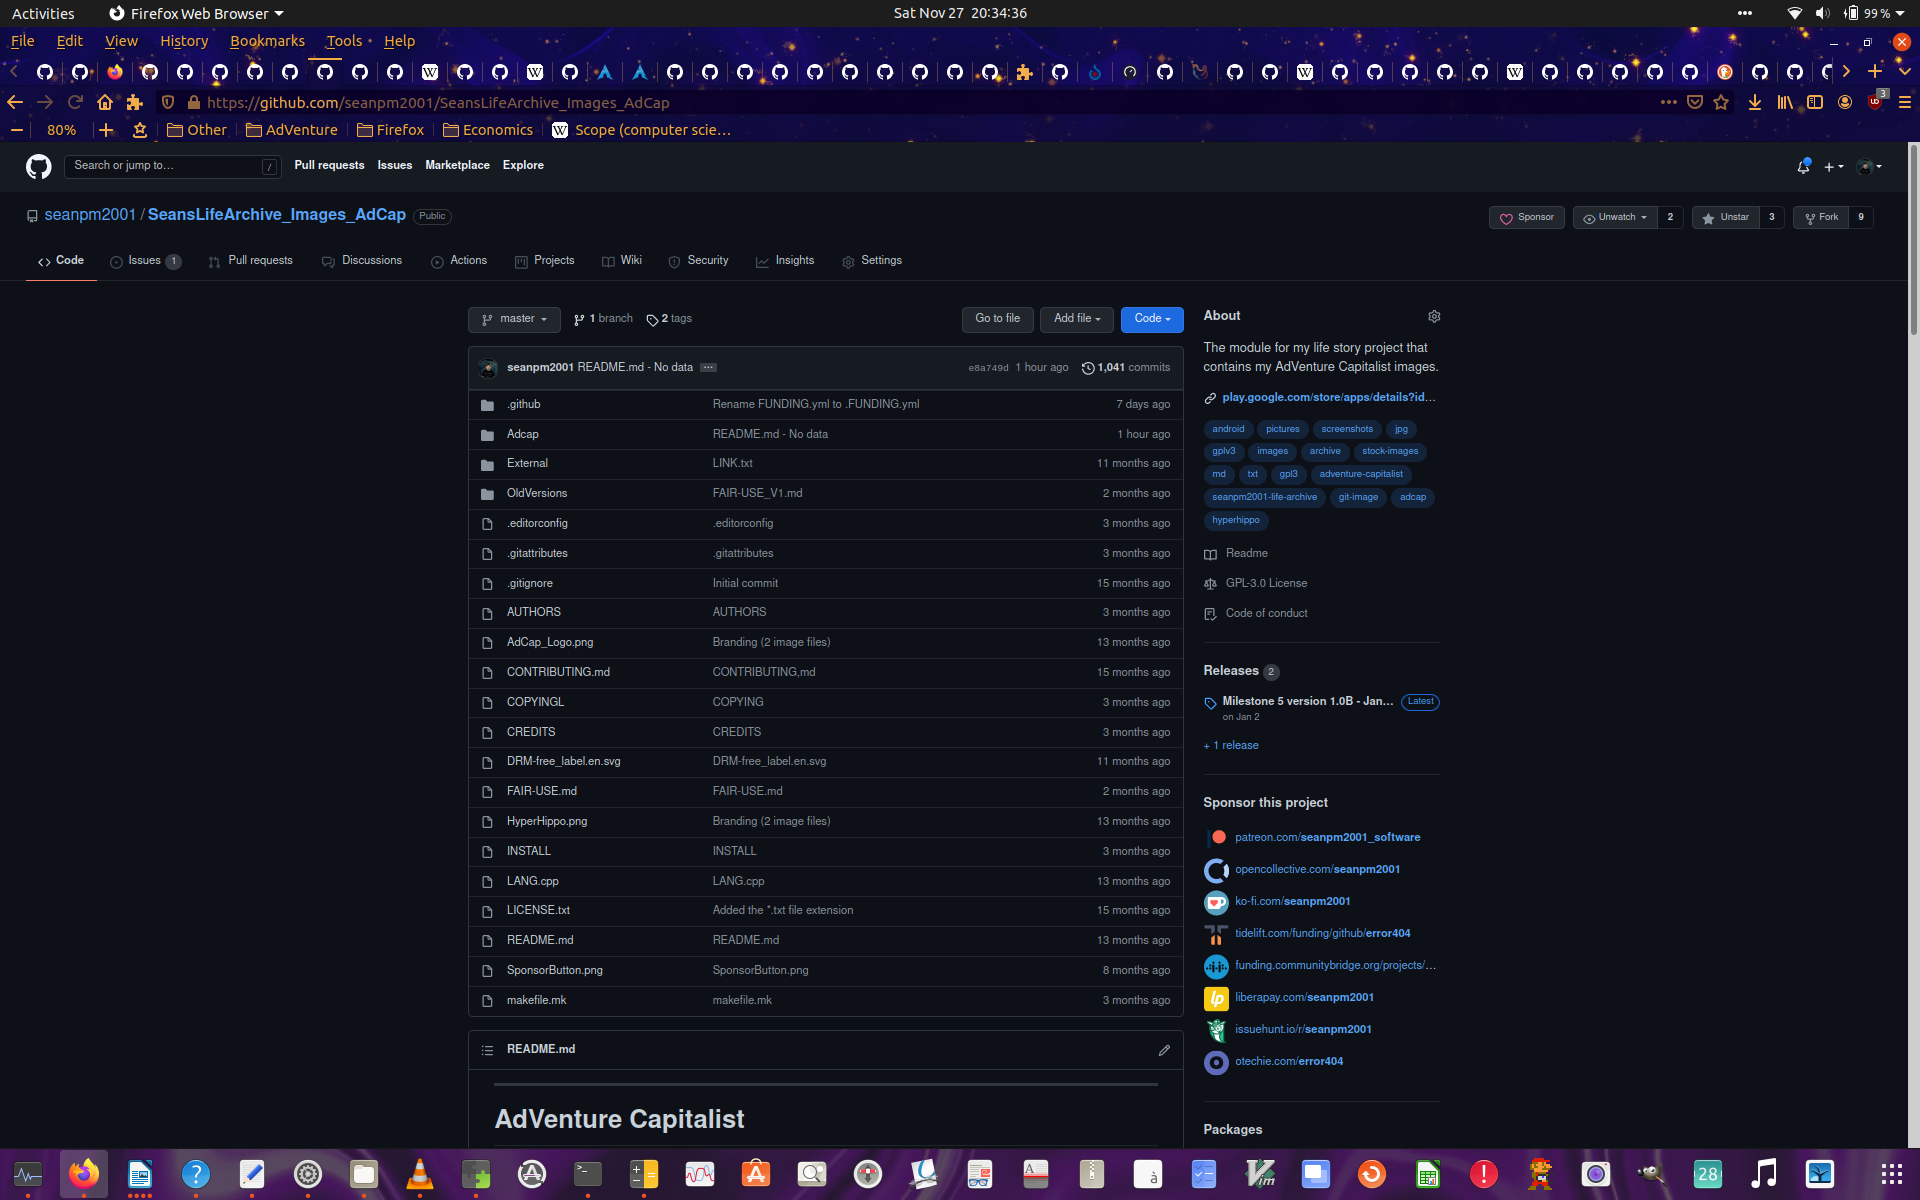 Activities Firefox Web Browser Sat Nov 27 20:34:36 99 %
File Edit View History Bookmarks Tools Help
https://github.com/seanpm2001/SeansLifeArchive_Images_AdCap 3
80% Other AdVenture Firefox Economics Scope (computer scie…
Search or jump to… / Pull requests Issues Marketplace Explore
seanpm2001 / SeansLifeArchive_Images_AdCap Public Sponsor Unwatch 2 Unstar 3 Fork 9
Code Issues 1 Pull requests Discussions Actions Projects Wiki Security Insights Settings
master 1 branch 2 tags Go to file Add file Code
seanpm2001 README.md - No data ... e8a749d 1 hour ago 1,041 commits
.github Rename FUNDING.yml to .FUNDING.yml 7 days ago
Adcap README.md - No data 1 hour ago
External LINK.txt 11 months ago
OldVersions FAIR-USE_V1.md 2 months ago
.editorconfig .editorconfig 3 months ago
.gitattributes .gitattributes 3 months ago
.gitignore Initial commit 15 months ago
AUTHORS AUTHORS 3 months ago
AdCap_Logo.png Branding (2 image files) 13 months ago
CONTRIBUTING.md CONTRIBUTING,md 15 months ago
COPYINGL COPYING 3 months ago
CREDITS CREDITS 3 months ago
DRM-free_label.en.svg DRM-free_label.en.svg 11 months ago
FAIR-USE.md FAIR-USE.md 2 months ago
HyperHippo.png Branding (2 image files) 13 months ago
INSTALL INSTALL 3 months ago
LANG.cpp LANG.cpp 13 months ago
LICENSE.txt Added the *.txt file extension 15 months ago
README.md README.md 13 months ago
SponsorButton.png SponsorButton.png 8 months ago
makefile.mk makefile.mk 3 months ago
README.md
AdVenture Capitalist
About
The module for my life story project that
contains my AdVenture Capitalist images.
play.google.com/store/apps/details?id…
android pictures screenshots jpg
gplv3 images archive stock-images
md txt gpl3 adventure-capitalist
seanpm2001-life-archive git-image adcap
hyperhippo
Readme
GPL-3.0 License
Code of conduct
Releases 2
Milestone 5 version 1.0B - Jan… Latest
on Jan 2
+ 1 release
Sponsor this project
patreon.com/seanpm2001_software
opencollective.com/seanpm2001
ko-fi.com/seanpm2001
tidelift.com/funding/github/error404
funding.communitybridge.org/projects/…
liberapay.com/seanpm2001
issuehunt.io/r/seanpm2001
otechie.com/error404
Packages
28